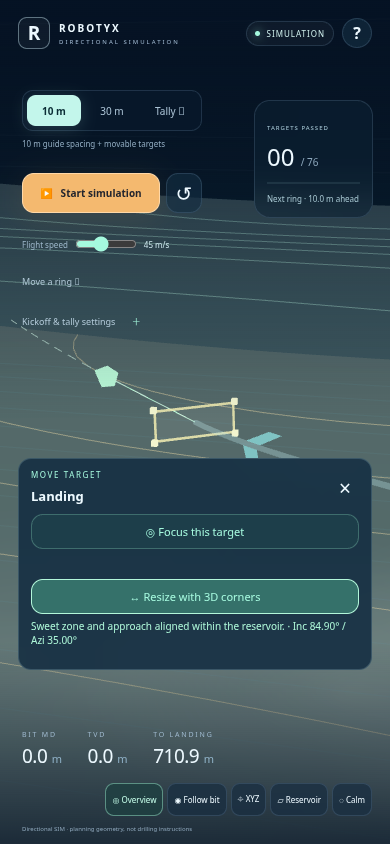 R
ROBOTYX
DIRECTIONAL SIMULATION
SIMULATION
?
10 m
30 m
Tally
10 m guide spacing + movable targets
TARGETS PASSED
00 / 76
Next ring · 10.0 m ahead
▶ Start simulation
↺
Flight speed
45 m/s
Move a ring
Kickoff & tally settings +
MOVE TARGET
Landing
×
◎ Focus this target
↔ Resize with 3D corners
Sweet zone and approach aligned within the reservoir. · Inc 84.90° /
Azi 35.00°
BIT MD
TVD
TO LANDING
0.0 m
0.0 m
710.9 m
◎ Overview
◉ Follow bit
✧ XYZ
▱ Reservoir
○ Calm
Directional SIM · planning geometry, not drilling instructions